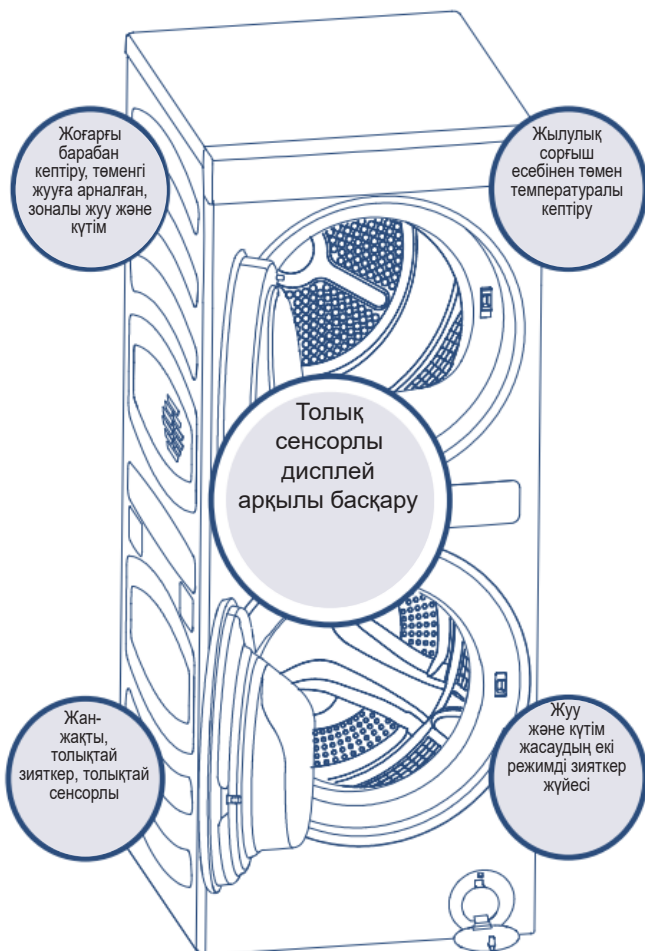 Жоғарғы
барабан
кептіру, төменгі
жууға арналған,
зоналы жуу және
күтім
Жылулық
сорғыш
есебінен төмен
температуралы
кептіру
Толық
сенсорлы
дисплей
арқылы басқару
Жан-
жақты,
толықтай
зияткер, толықтай
сенсорлы
Жуу
және күтім
жасаудың екі
режимді зияткер
жүйесі